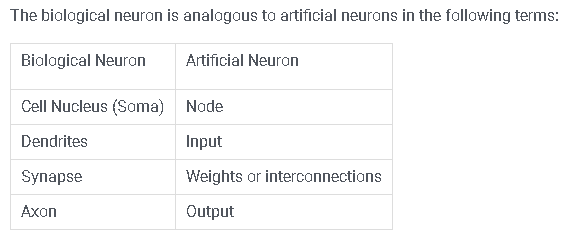 The biological neuron is analogous to artificial neurons in the following terms:
Biological Neuron Artificial Neuron
Cell Nucleus (Soma) Node
Dendrites Input
Synapse Weights or interconnections
Axon Output